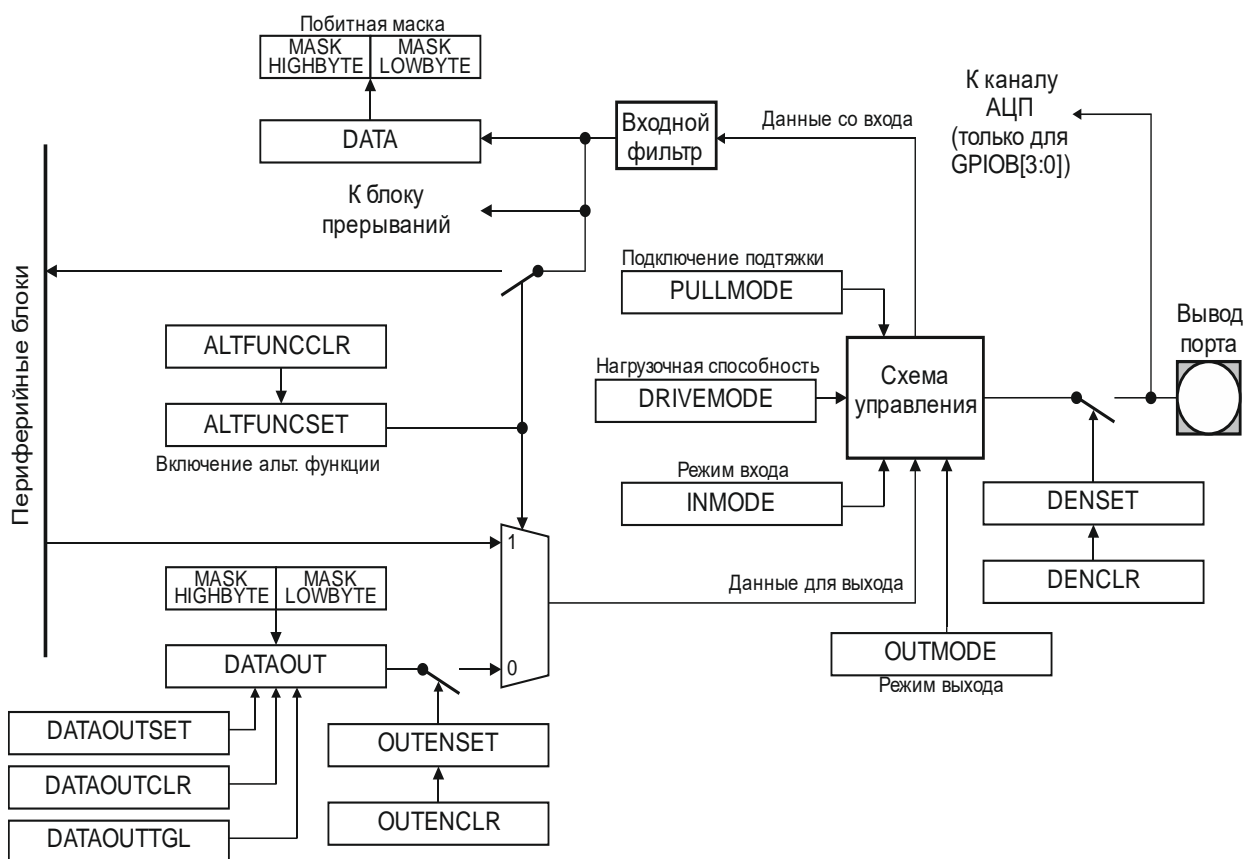 Побитная маска
MASK
HIGHBYTE
MASK
LOWBYTE
DATA
Входной
фильтр
Данные со входа
К каналу
АЦП
(только для
GPIOB[3:0])
К блоку
прерываний
Периферийные блоки
Подключение подтяжки
PULLMODE
Вывод
порта
ALTFUNCCLR
Нагрузочная способность
DRIVEMODE
Схема
управления
ALTFUNCSET
Включение альт. функции
Режим входа
INMODE
DENSET
1
MASK
HIGHBYTE
MASK
LOWBYTE
Данные для выхода
DENCLR
DATAOUT
0
OUTMODE
Режим выхода
DATAOUTSET
OUTENSET
DATAOUTCLR
OUTENCLR
DATAOUTTGL